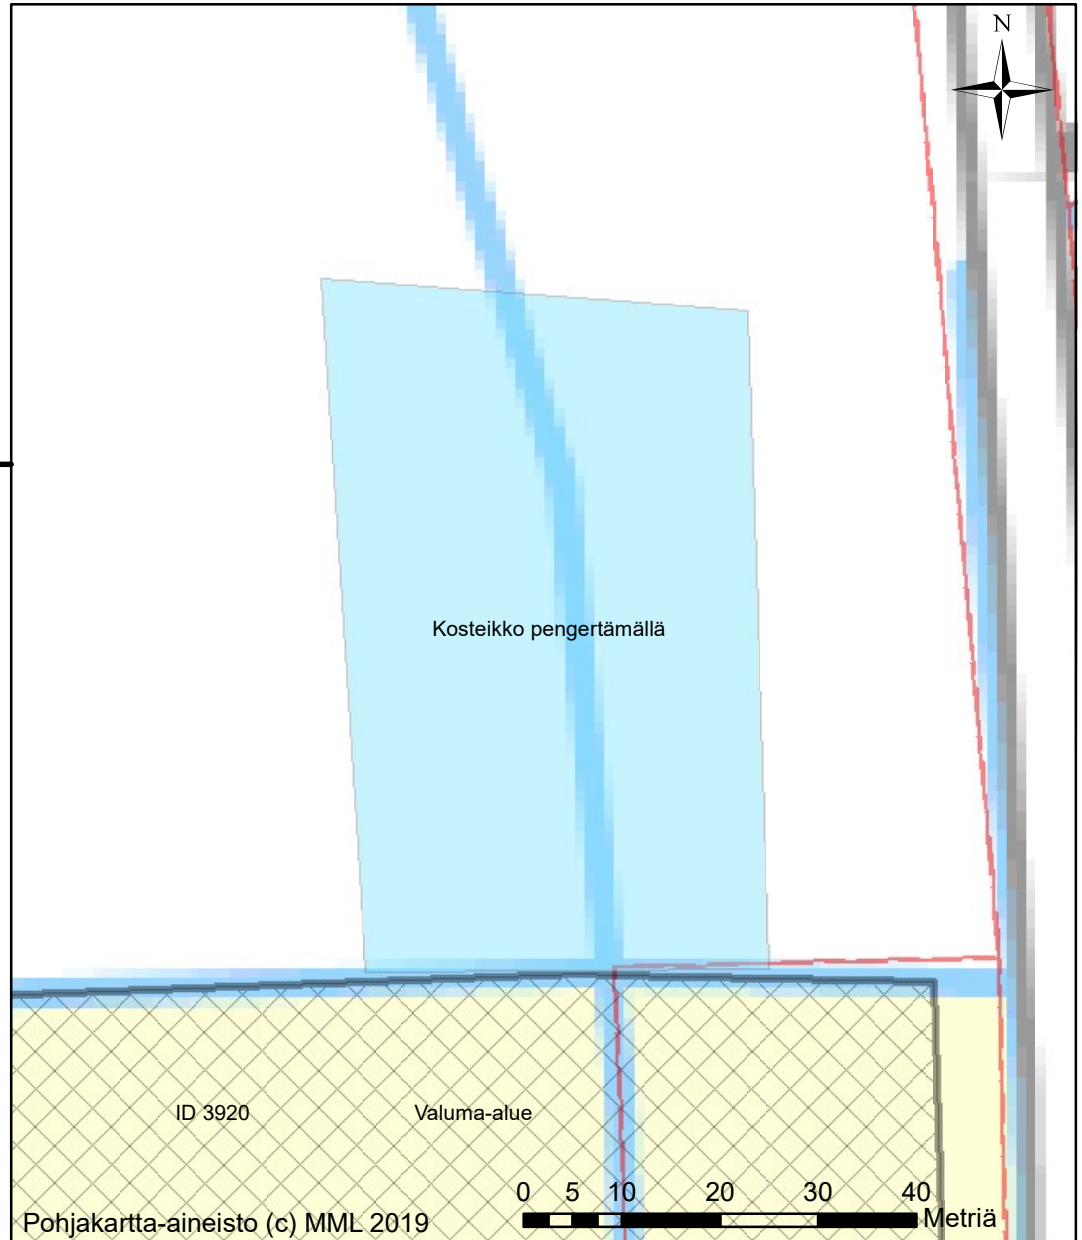 N
Kosteikko pengertämällä
ID 3920
Valuma-alue
0 5 10 20 30 40
Metriä
Pohjakartta-aineisto (c) MML 2019